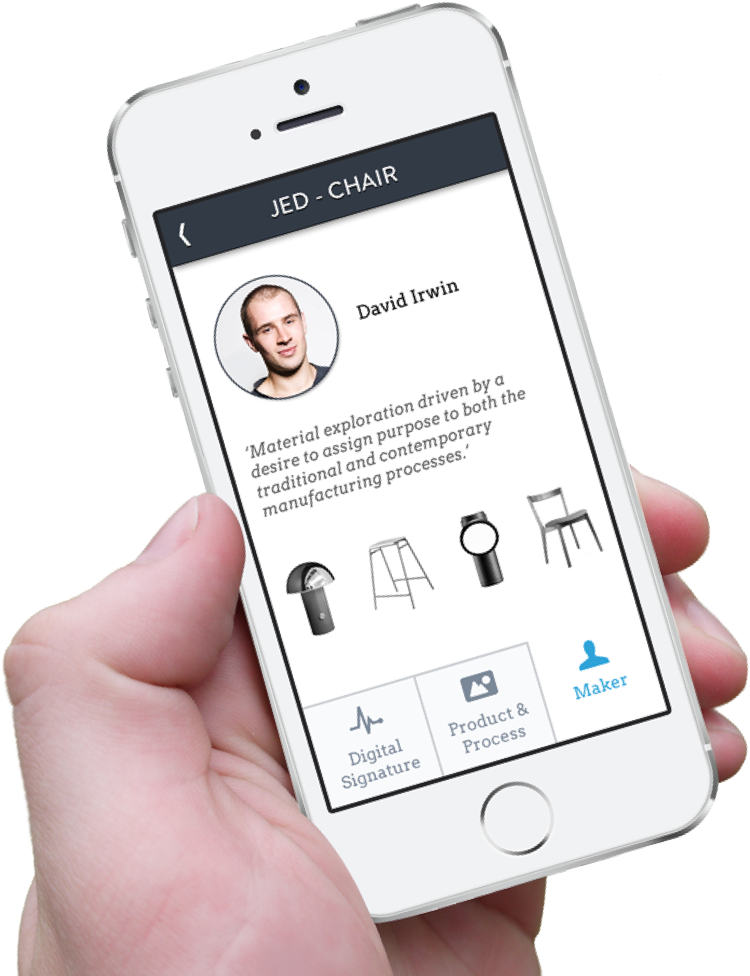 JED - CHAIR
David Irwin
‘Material exploration driven by a
desire to assign purpose to both the
traditional and contemporary
manufacturing processes.’
Digital
Signature
Product &
Process
Maker